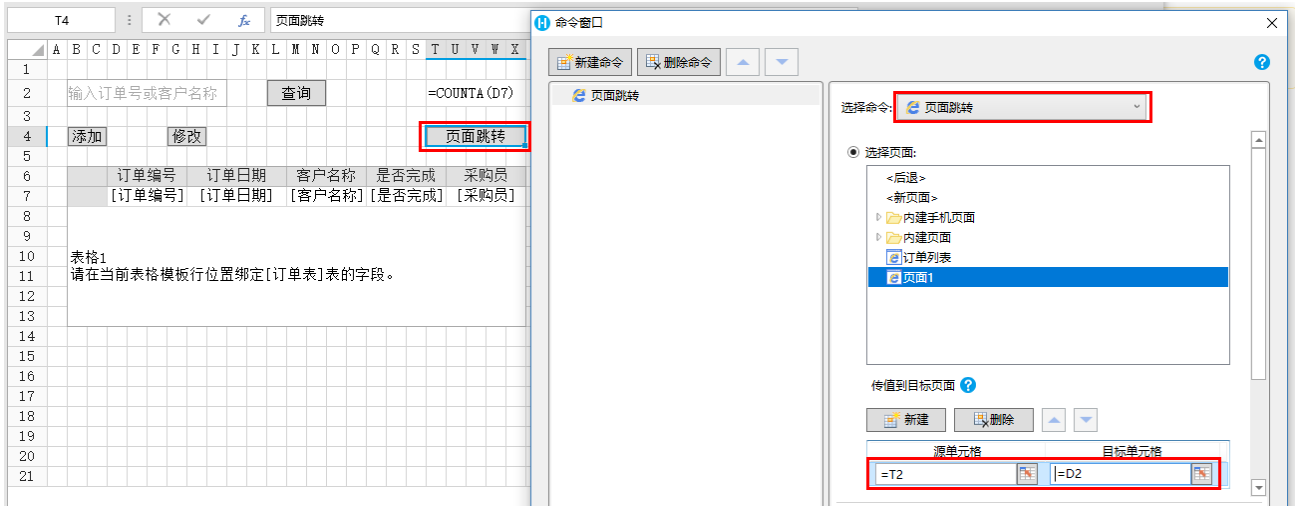 T4
fx
页面跳转
A B C D E F G H I J K L M N O P Q R S T U V W X
1
2 输入订单号或客户名称 查询 =COUNTA(D7)
3
4 添加 修改 页面跳转
5
6 订单编号 订单日期 客户名称 是否完成 采购员
7 [订单编号] [订单日期] [客户名称] [是否完成] [采购员]
8
9
10 表格1
11 请在当前表格模板行位置绑定[订单表]表的字段。
12
13
14
15
16
17
18
19
20
21
命令窗口
新建命令 删除命令
页面跳转
选择命令: 页面跳转
选择页面:
<后退>
<新页面>
内建手机页面
内建页面
订单列表
页面1
传值到目标页面
新建 删除
源单元格 目标单元格
=T2 =D2